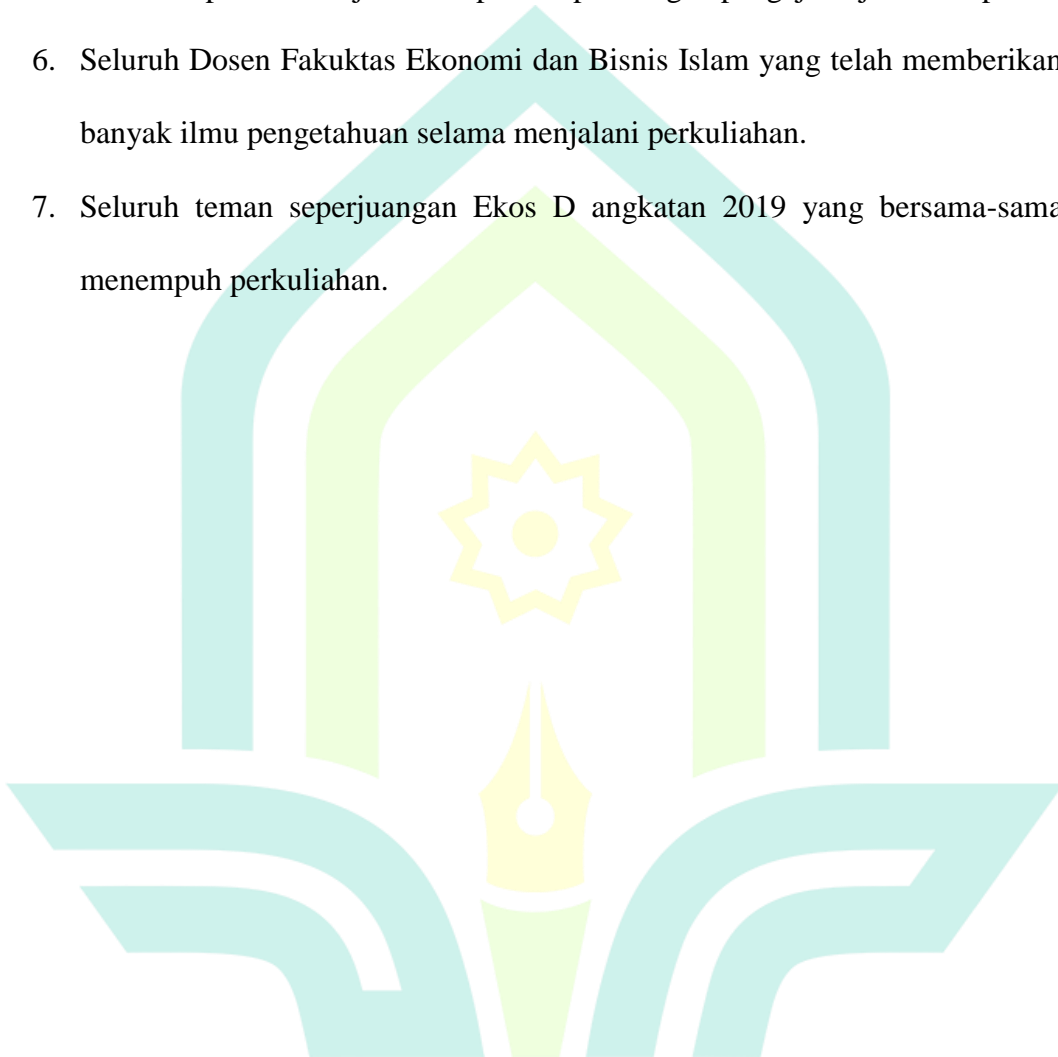 6. Seluruh Dosen Fakuktas Ekonomi dan Bisnis Islam yang telah memberikan
banyak ilmu pengetahuan selama menjalani perkuliahan.
7. Seluruh teman seperjuangan Ekos D angkatan 2019 yang bersama-sama
menempuh perkuliahan.